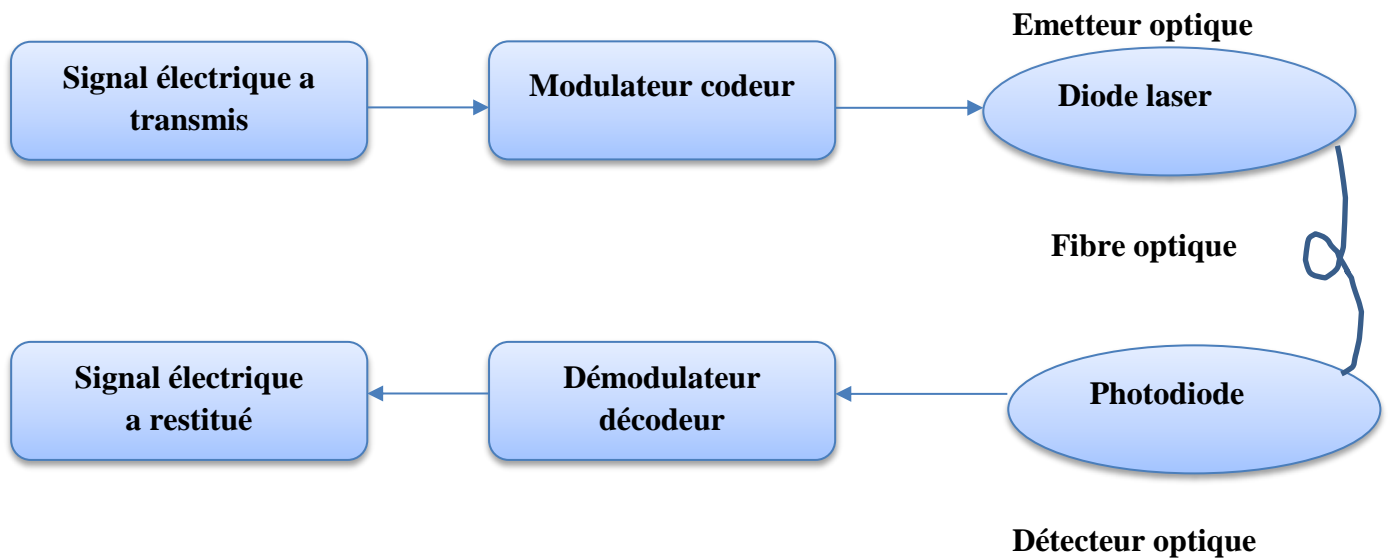 Emetteur optique
Signal électrique a
transmis
Modulateur codeur
Diode laser
Fibre optique
Signal électrique
a restitué
Démodulateur
décodeur
Photodiode
Détecteur optique